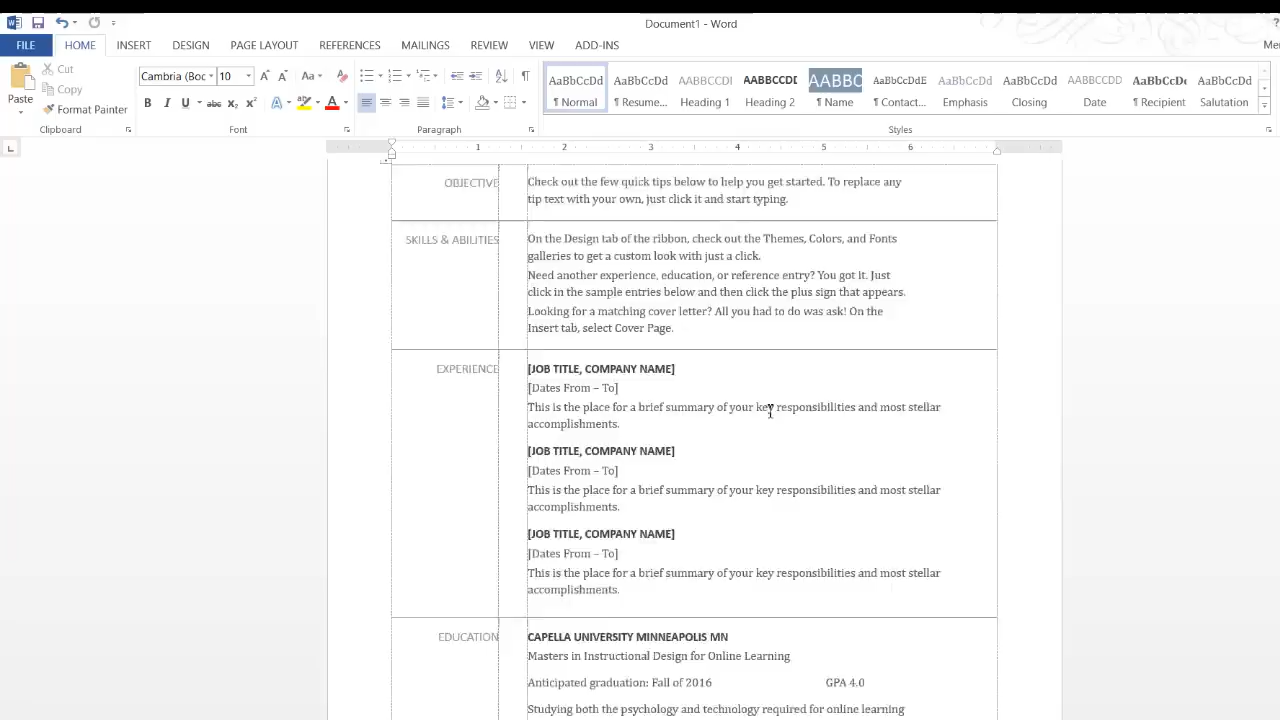 Document1 - Word
?
FILE HOME INSERT DESIGN PAGE LAYOUT REFERENCES MAILINGS REVIEW VIEW ADD-INS
Cut
Copy
Format Painter
Paste
Clipboard
Cambria (Boc 10
Font
Paragraph
AaBbCcDd AaBbCcDd AABBCCDI AABBCCDI AABBC AaBbCcDdE AaBbCcDd AaBbCcDd AABBCCDD AaBbCcDd AaBbCcDd
¶ Normal ¶ Resume... Heading 1 Heading 2 ¶ Name ¶ Contact... Emphasis Closing Date ¶ Recipient Salutation
Styles
1 2 3 4 5 6
OBJECTIVE
Check out the few quick tips below to help you get started. To replace any
tip text with your own, just click it and start typing.
SKILLS & ABILITIES
On the Design tab of the ribbon, check out the Themes, Colors, and Fonts
galleries to get a custom look with just a click.
Need another experience, education, or reference entry? You got it. Just
click in the sample entries below and then click the plus sign that appears.
Looking for a matching cover letter? All you had to do was ask! On the
Insert tab, select Cover Page.
EXPERIENCE
[JOB TITLE, COMPANY NAME]
[Dates From – To]
This is the place for a brief summary of your key responsibilities and most stellar
accomplishments.
[JOB TITLE, COMPANY NAME]
[Dates From – To]
This is the place for a brief summary of your key responsibilities and most stellar
accomplishments.
[JOB TITLE, COMPANY NAME]
[Dates From – To]
This is the place for a brief summary of your key responsibilities and most stellar
accomplishments.
EDUCATION
CAPELLA UNIVERSITY MINNEAPOLIS MN
Masters in Instructional Design for Online Learning
Anticipated graduation: Fall of 2016 GPA 4.0
Studying both the psychology and technology required for online learning